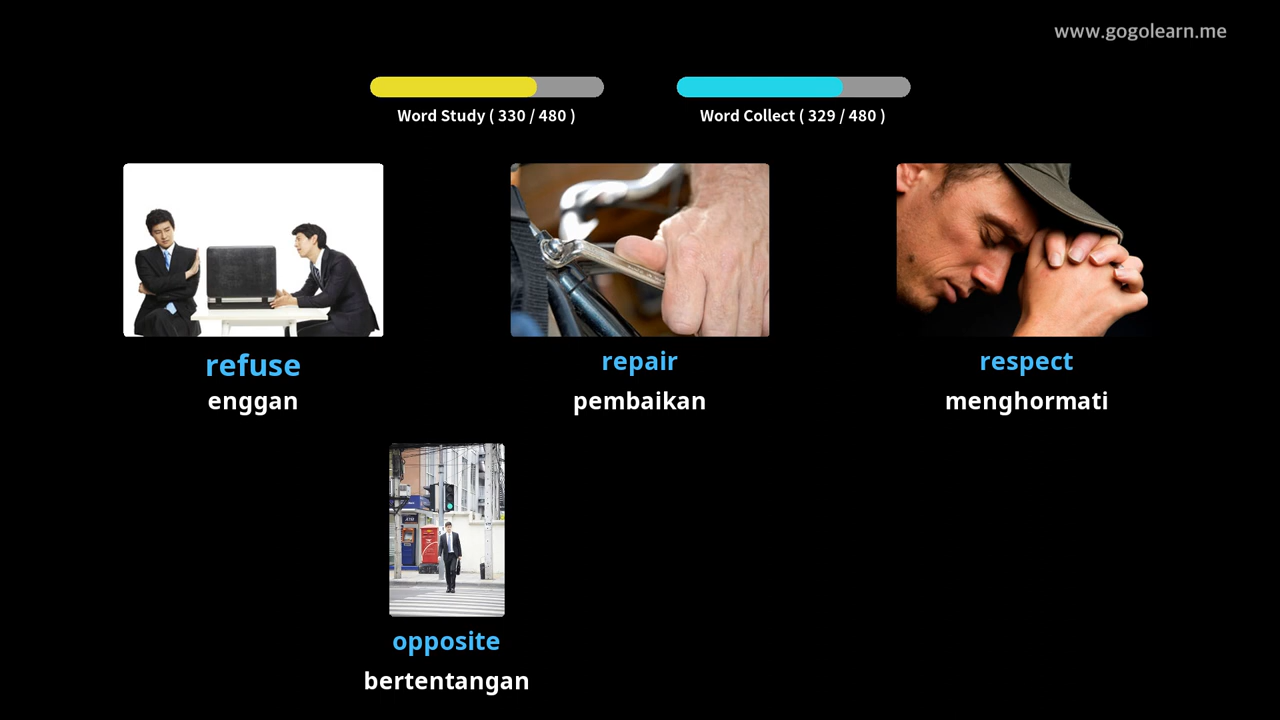 www.gogolearn.me
Word Study ( 330 / 480 )
Word Collect ( 329 / 480 )
refuse
enggan
repair
pembaikan
respect
menghormati
opposite
bertentangan